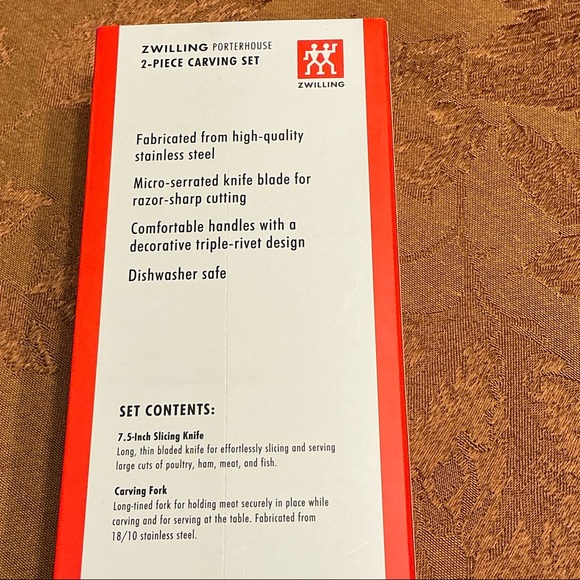 ZWILLING PORTERHOUSE
2-PIECE CARVING SET
ZWILLING
Fabricated from high-quality
stainless steel
Micro-serrated knife blade for
razor-sharp cutting
Comfortable handles with a
decorative triple-rivet design
Dishwasher safe
SET CONTENTS:
7.5-Inch Slicing Knife
Long, thin bladed knife for effortlessly slicing and serving
large cuts of poultry, ham, meat, and fish.
Carving Fork
Long-tined fork for holding meat securely in place while
carving and for serving at the table. Fabricated from
18/10 stainless steel.